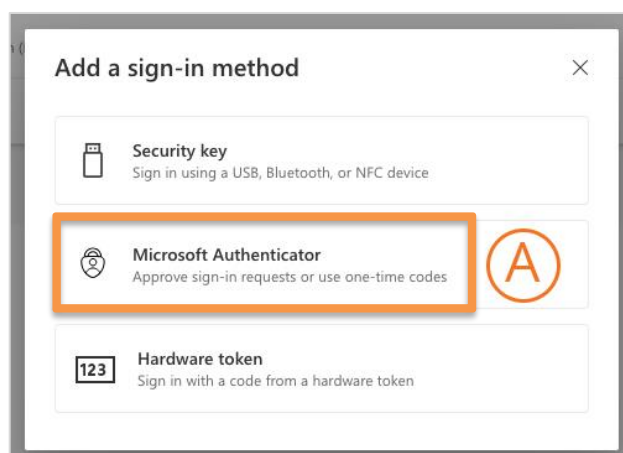 Add a sign-in method
Security key
Sign in using a USB, Bluetooth, or NFC device
Microsoft Authenticator
Approve sign-in requests or use one-time codes
A
123
Hardware token
Sign in with a code from a hardware token